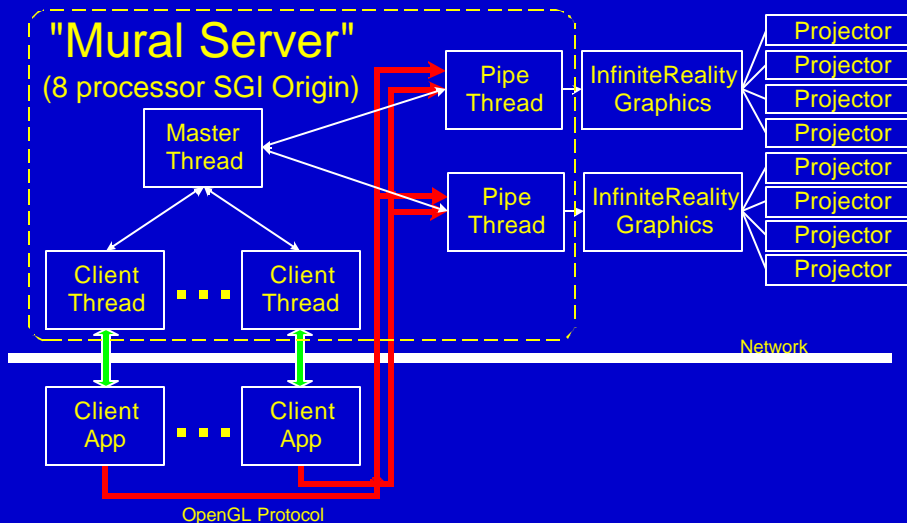 "Mural Server"
(8 processor SGI Origin)
Master
Thread
Pipe
Thread
InfiniteReality
Graphics
Projector
Projector
Projector
Projector
Pipe
Thread
InfiniteReality
Graphics
Projector
Projector
Projector
Projector
Client
Thread
Client
Thread
Network
Client
App
Client
App
OpenGL Protocol